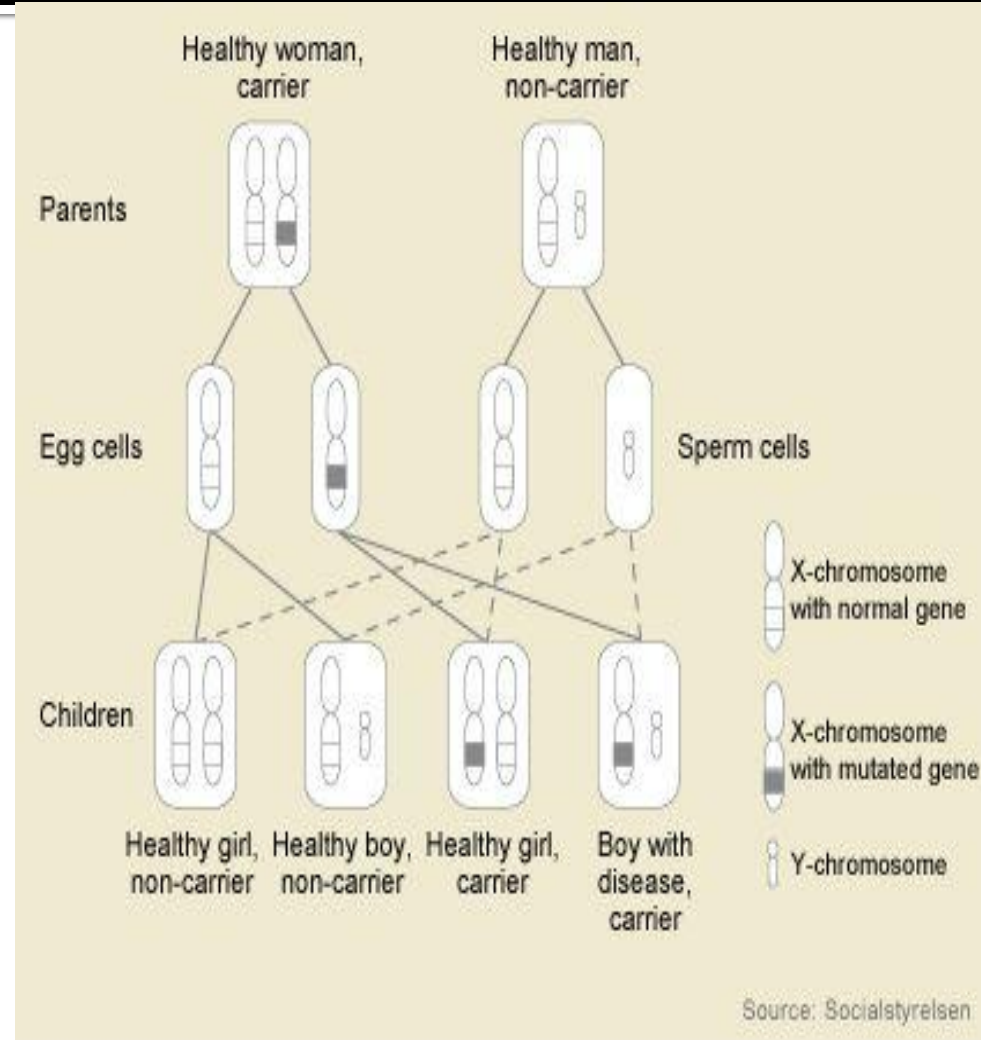 Healthy woman,
carrier
Healthy man,
non-carrier
Parents
Egg cells
Sperm cells
X-chromosome
with normal gene
Children
X-chromosome
with mutated gene
Healthy girl,
non-carrier
Healthy boy,
non-carrier
Healthy girl,
carrier
Boy with
disease,
carrier
Y-chromosome
Source: Socialstyrelsen